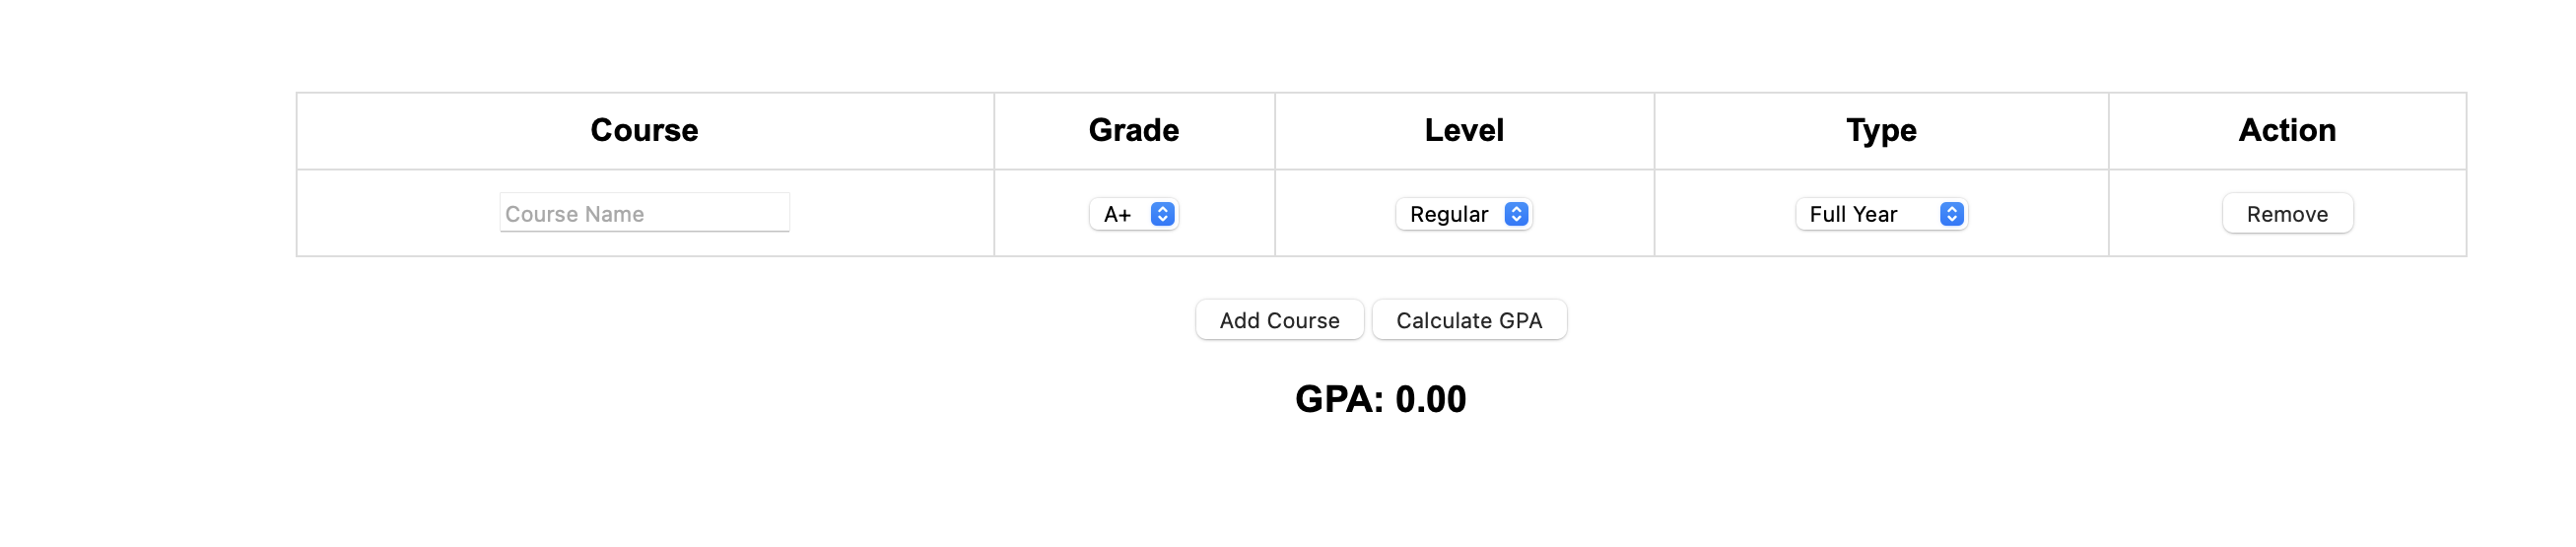 Course Grade Level Type Action
Course Name A+ Regular Full Year Remove
Add Course Calculate GPA
GPA: 0.00